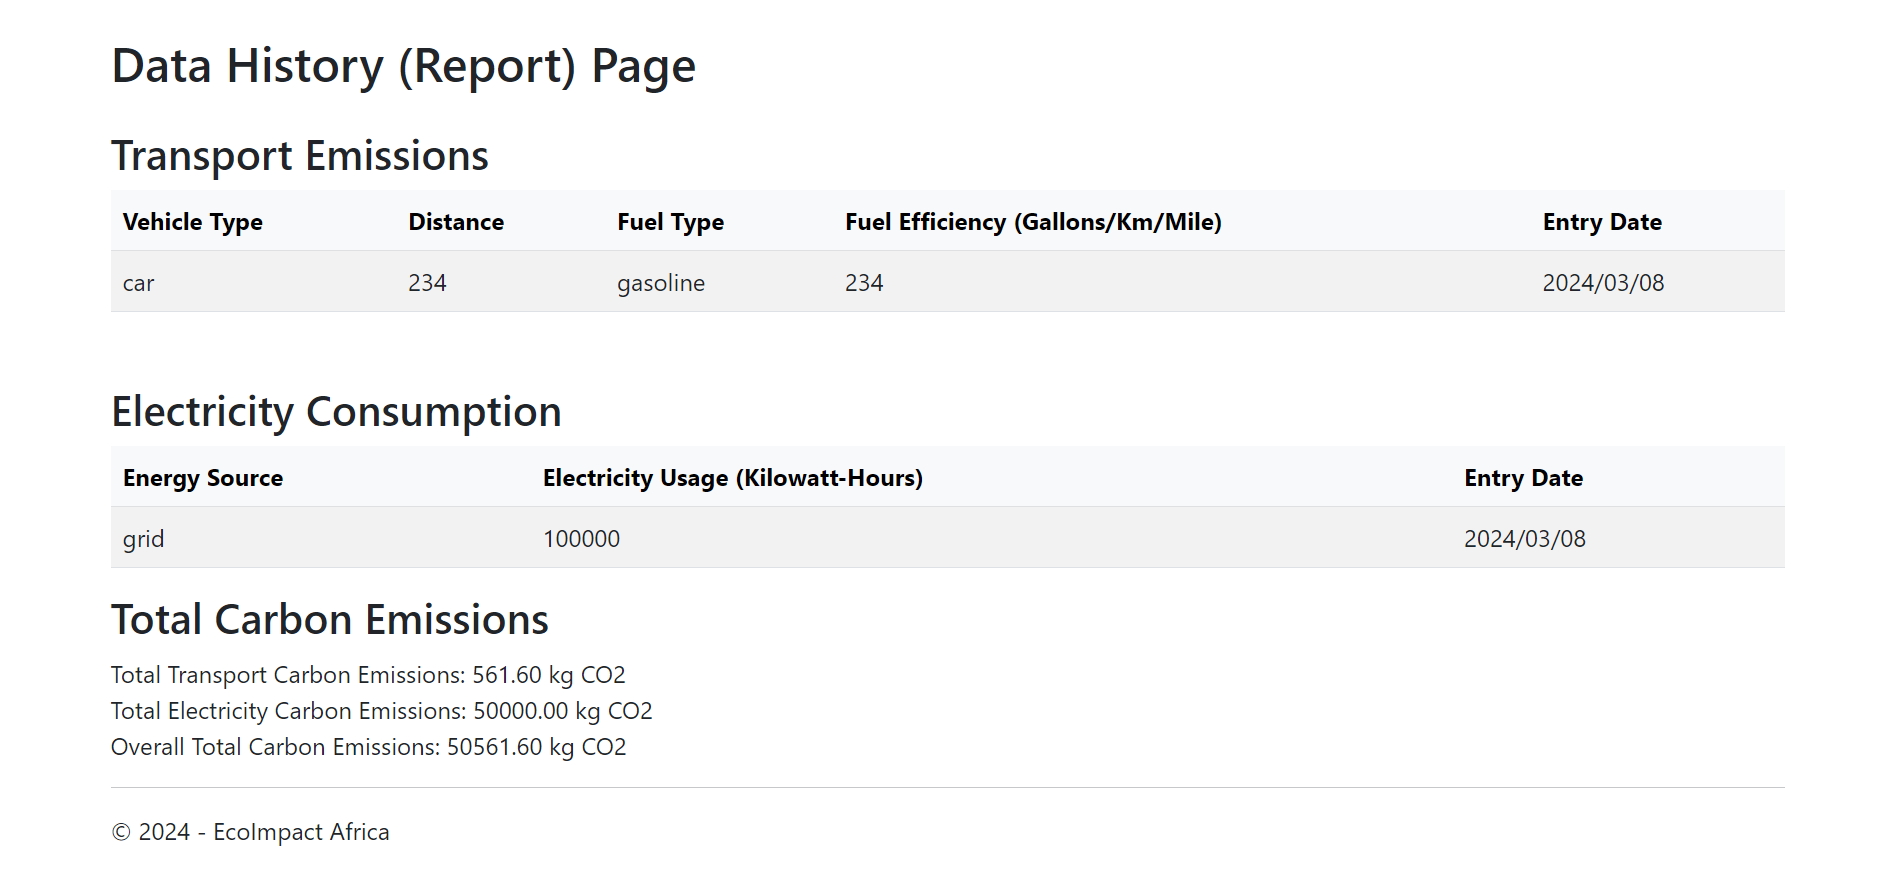 Data History (Report) Page
Transport Emissions
Vehicle Type Distance Fuel Type Fuel Efficiency (Gallons/Km/Mile) Entry Date
car 234 gasoline 234 2024/03/08
Electricity Consumption
Energy Source Electricity Usage (Kilowatt-Hours) Entry Date
grid 100000 2024/03/08
Total Carbon Emissions
Total Transport Carbon Emissions: 561.60 kg CO2
Total Electricity Carbon Emissions: 50000.00 kg CO2
Overall Total Carbon Emissions: 50561.60 kg CO2
© 2024 - EcoImpact Africa